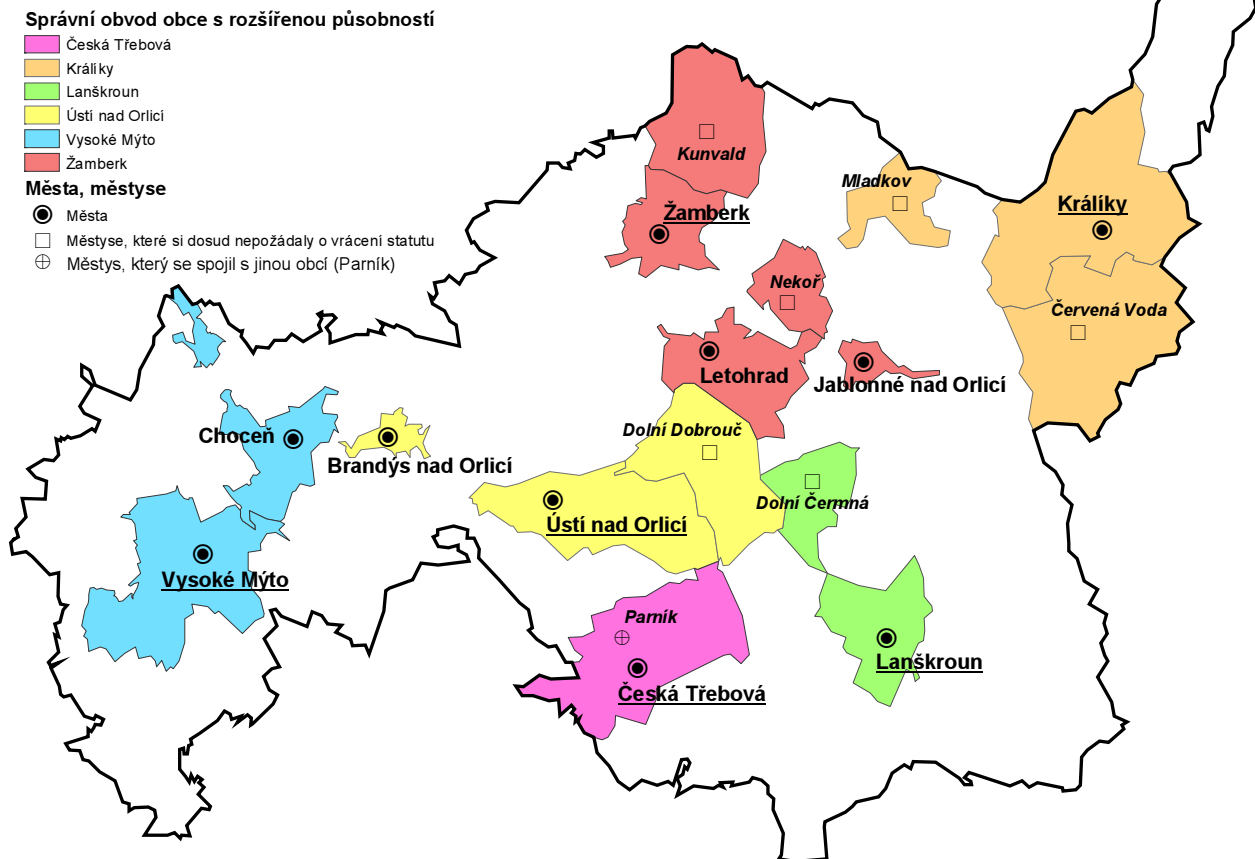 Správní obvod obce s rozšířenou působností
Česká Třebová
Králíky
Lanškroun
Ústí nad Orlicí
Vysoké Mýto
Žamberk
Města, městyse
Města
Městyse, které si dosud nepožádaly o vrácení statutu
Městys, který se spojil s jinou obcí (Parník)
Kunvald
Mladkov
Žamberk
Králíky
Nekoř
Červená Voda
Letohrad
Jablonné nad Orlicí
Choceň
Dolní Dobrouč
Brandýs nad Orlicí
Dolní Čermná
Ústí nad Orlicí
Vysoké Mýto
Parník
Lanškroun
Česká Třebová